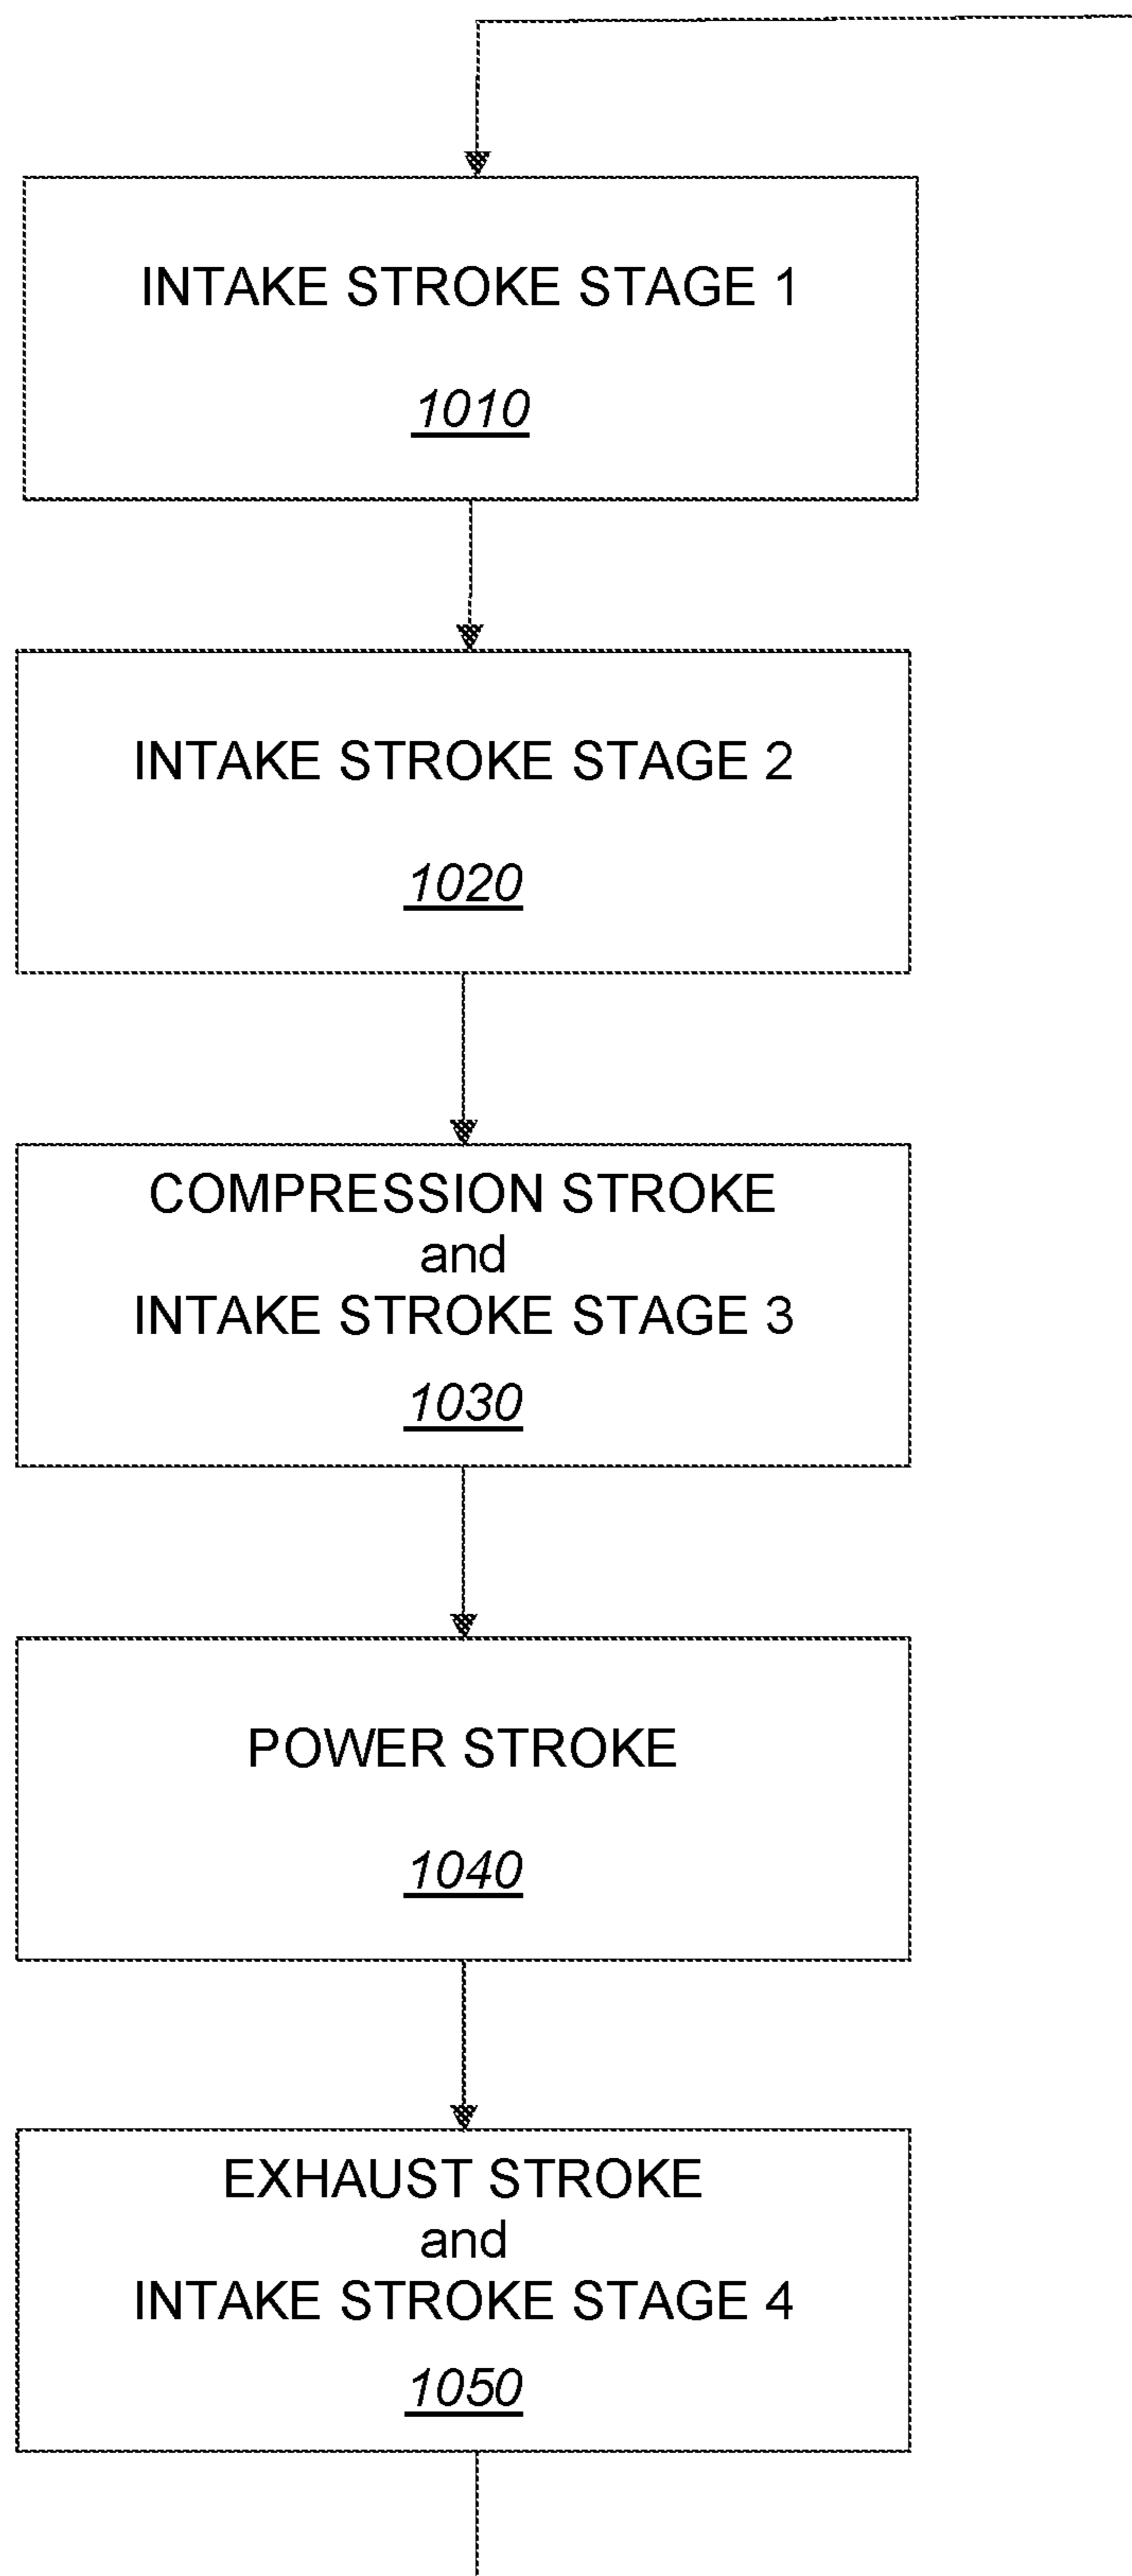 INTAKE STROKE STAGE 1
1010
INTAKE STROKE STAGE 2
1020
COMPRESSION STROKE
and
INTAKE STROKE STAGE 3
1030
POWER STROKE
1040
EXHAUST STROKE
and
INTAKE STROKE STAGE 4
1050